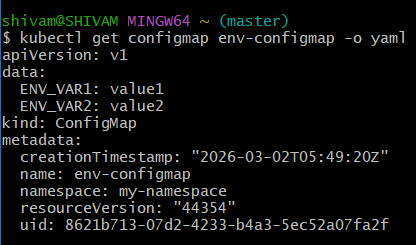 shivam@SHIVAM MINGW64 ~ (master)
$ kubectl get configmap env-configmap -o yaml
apiVersion: v1
data:
  ENV_VAR1: value1
  ENV_VAR2: value2
kind: ConfigMap
metadata:
  creationTimestamp: "2026-03-02T05:49:20Z"
  name: env-configmap
  namespace: my-namespace
  resourceVersion: "44354"
  uid: 8621b713-07d2-4233-b4a3-5ec52a07fa2f